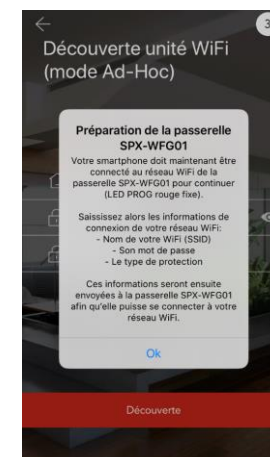 3
Découverte unité WiFi
(mode Ad-Hoc)
Préparation de la passerelle
SPX-WFG01
Votre smartphone doit maintenant être
connecté au réseau WiFi de la
passerelle SPX-WFG01 pour continuer
(LED PROG rouge fixe).
Saississez alors les informations de
connexion de votre réseau WiFi:
- Nom de votre WiFi (SSID)
- Son mot de passe
- Le type de protection
Ces informations seront ensuite
envoyées à la passerelle SPX-WFG01
afin qu'elle puisse se connecter à votre
réseau WiFi.
Ok
Découverte